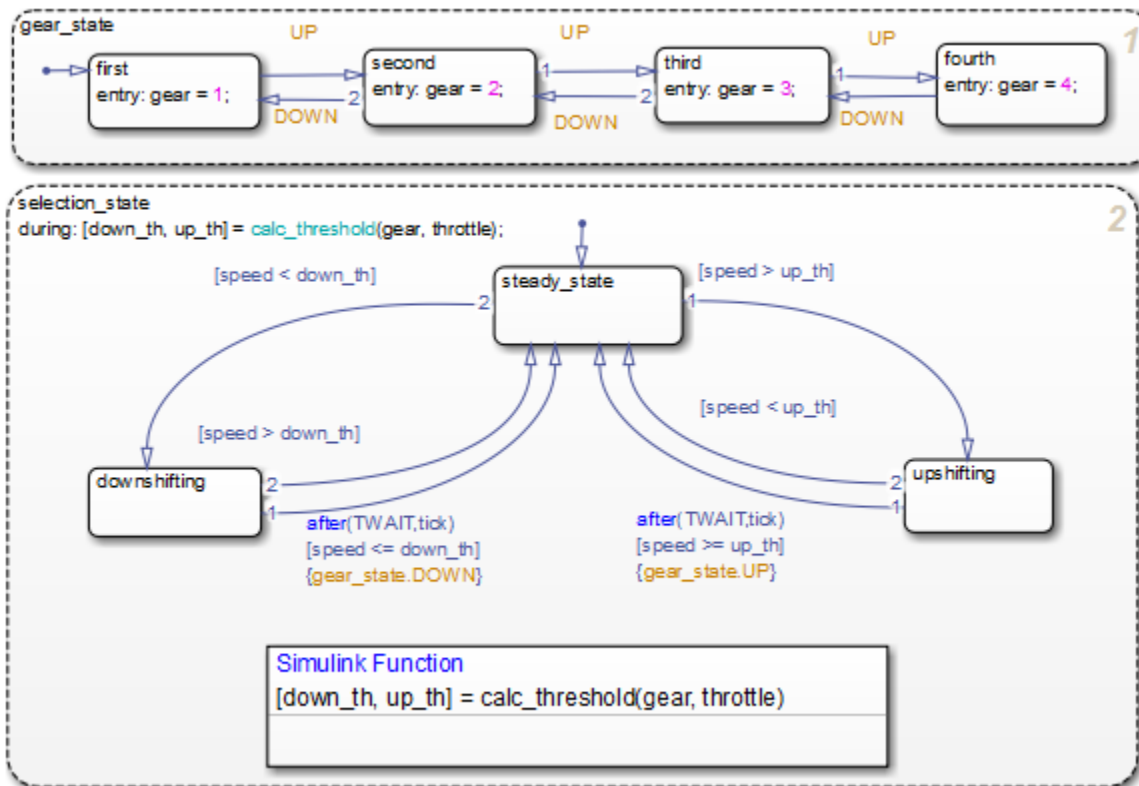 gear_state
1
UP
UP
UP
first
entry: gear = 1;
second
entry: gear = 2;
third
entry: gear = 3;
fourth
entry: gear = 4;
1
1
2
2
DOWN
DOWN
DOWN
selection_state
2
during: [down_th, up_th] = calc_threshold(gear, throttle);
[speed < down_th]
steady_state
[speed > up_th]
2
1
[speed > down_th]
[speed < up_th]
downshifting
upshifting
2
1
2
1
after(TWAIT,tick)
[speed <= down_th]
{gear_state.DOWN}
after(TWAIT,tick)
[speed >= up_th]
{gear_state.UP}
Simulink Function
[down_th, up_th] = calc_threshold(gear, throttle)